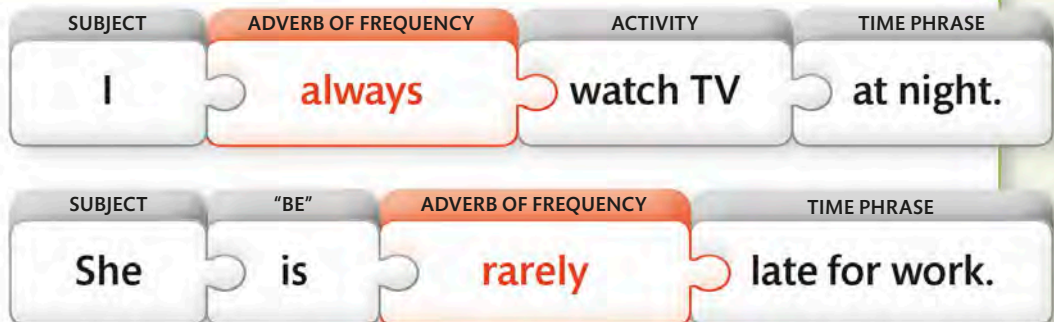 SUBJECT ADVERB OF FREQUENCY ACTIVITY TIME PHRASE
I always watch TV at night.
SUBJECT "BE" ADVERB OF FREQUENCY TIME PHRASE
She is rarely late for work.